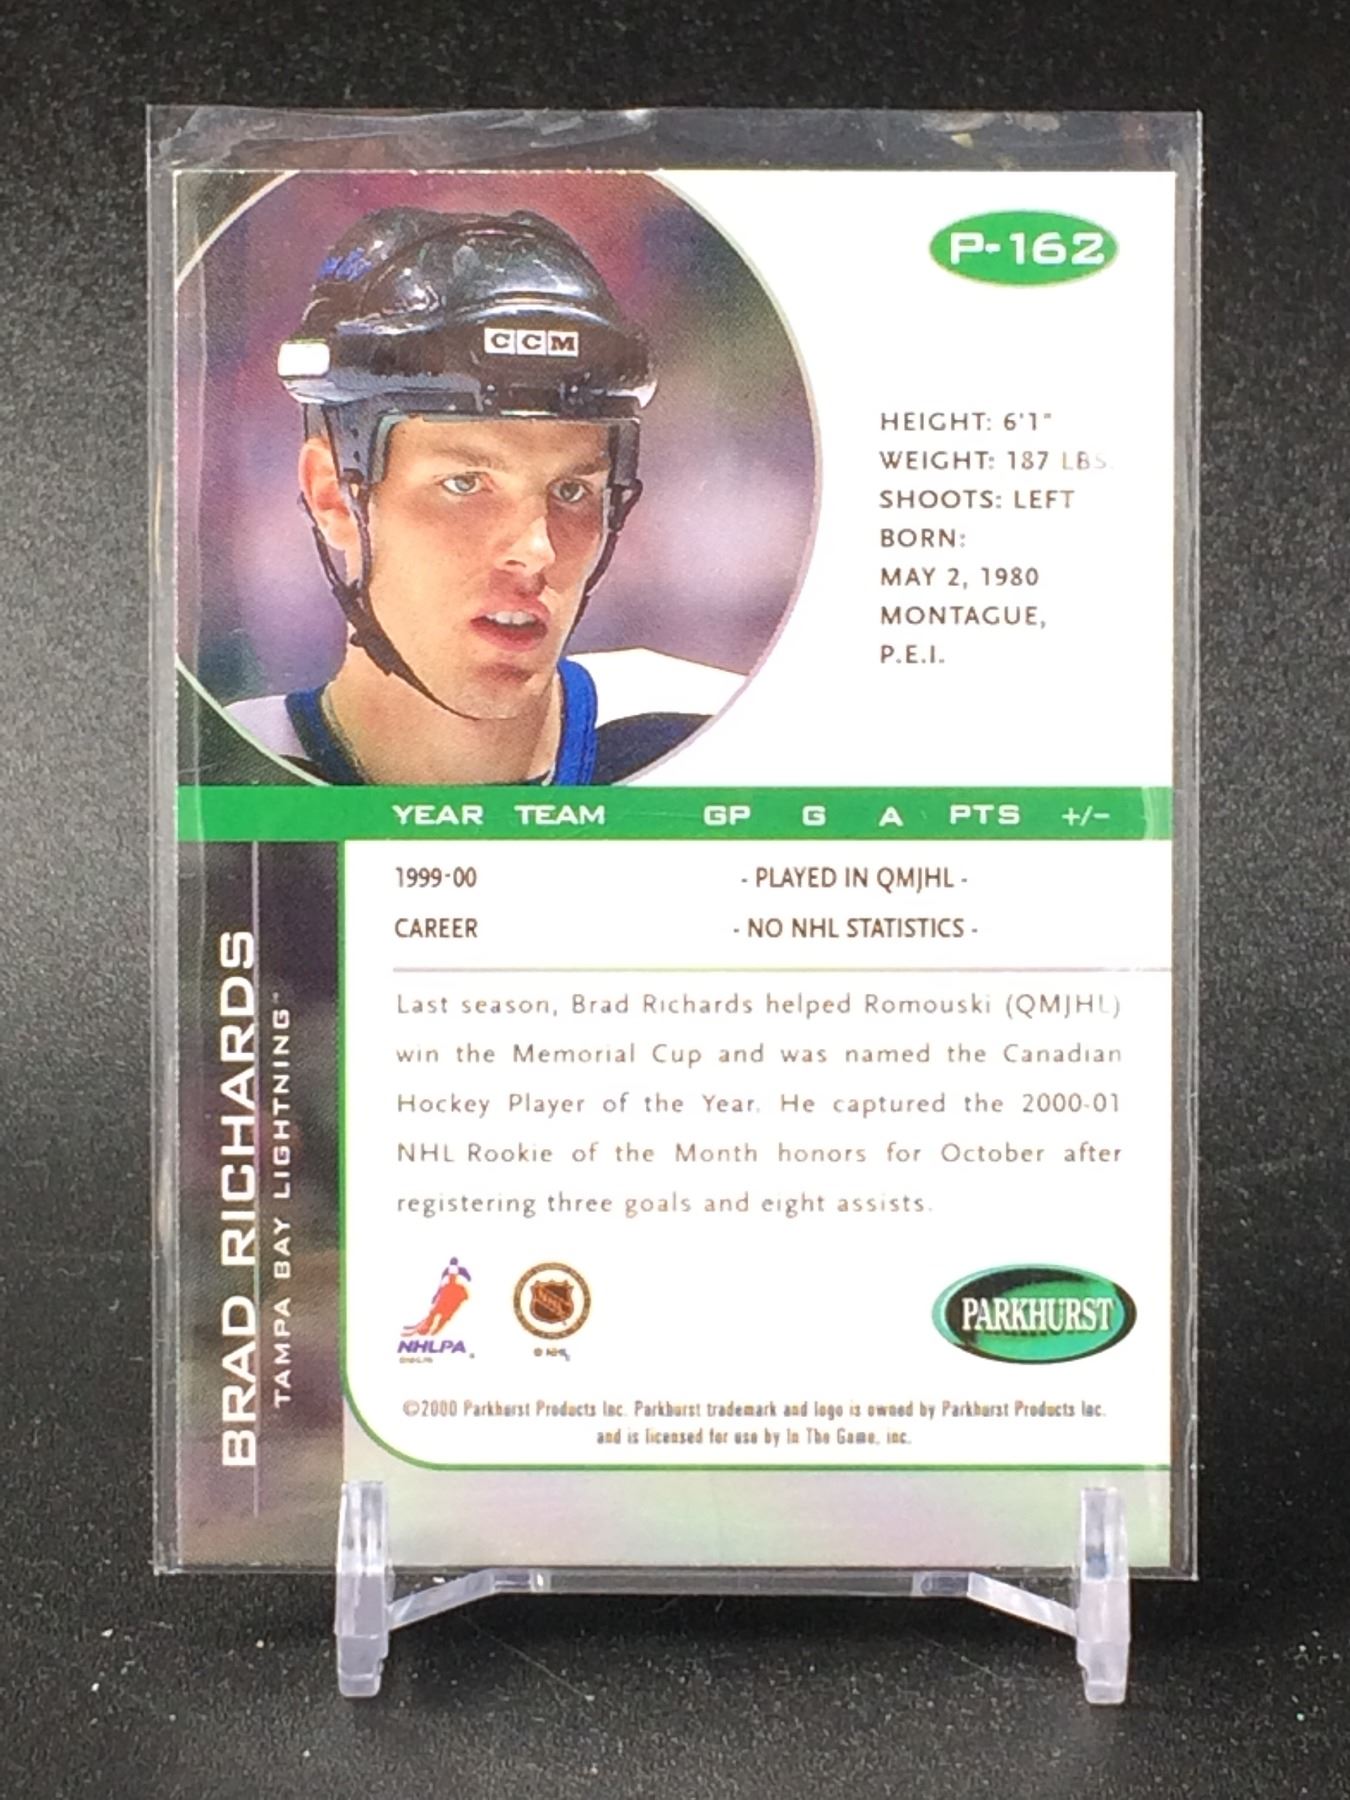 P-162
CCM
HEIGHT: 6'1"
WEIGHT: 187 LBS.
SHOOTS: LEFT
BORN:
MAY 2, 1980
MONTAGUE,
P.E.I.
YEAR TEAM GP G A PTS +/-
1999-00 - PLAYED IN QMJHL -
CAREER - NO NHL STATISTICS -
BRAD RICHARDS
TAMPA BAY LIGHTNING™
Last season, Brad Richards helped Romouski (QMJHL)
win the Memorial Cup and was named the Canadian
Hockey Player of the Year. He captured the 2000-01
NHL Rookie of the Month honors for October after
registering three goals and eight assists.
NHLPA
NHL
© NHL
PARKHURST
©2000 Parkhurst Products Inc. Parkhurst trademark and logo is owned by Parkhurst Products Inc.
and is licensed for use by In The Game, inc.